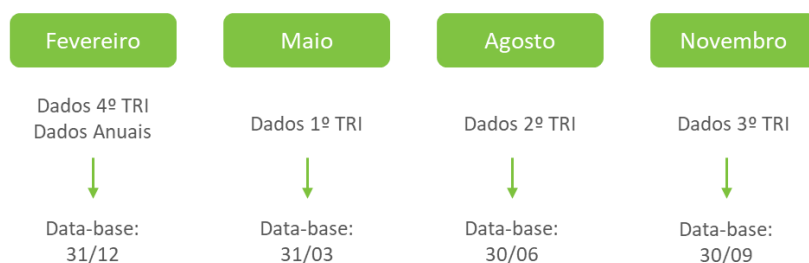 Fevereiro
Maio
Agosto
Novembro
Dados 4º TRI
Dados Anuais
Dados 1º TRI
Dados 2º TRI
Dados 3º TRI
Data-base:
31/12
Data-base:
31/03
Data-base:
30/06
Data-base:
30/09